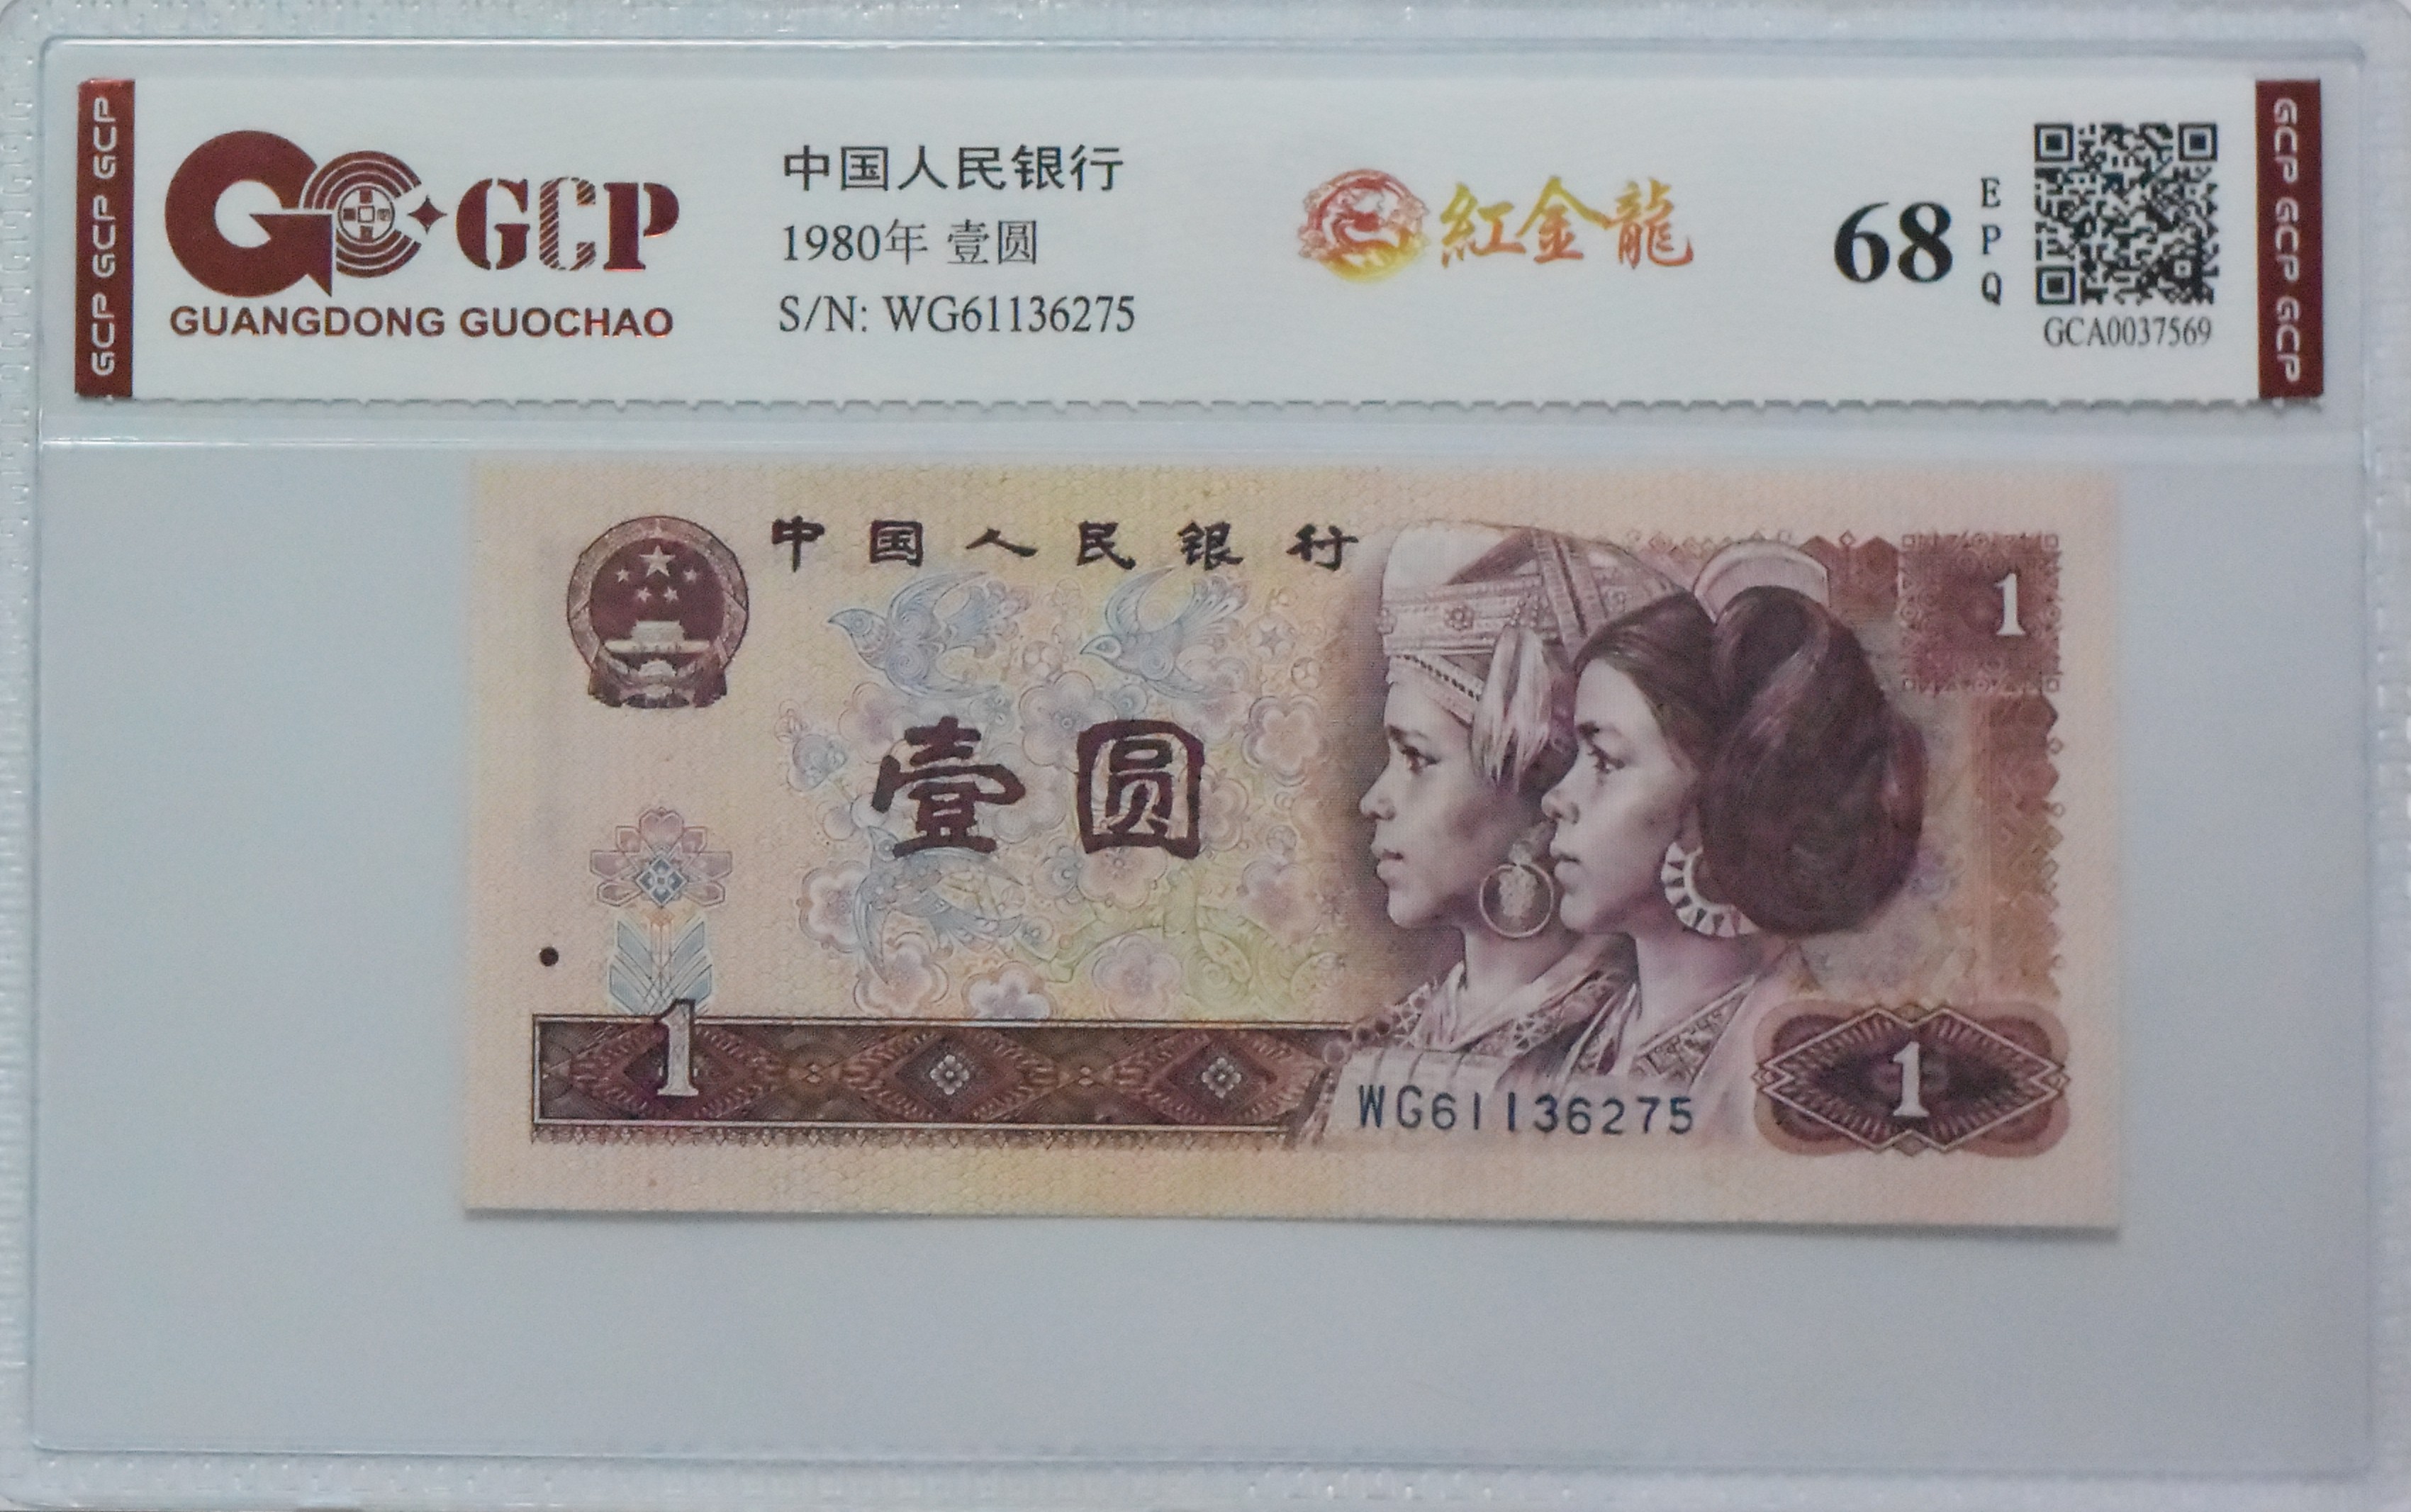 GCP GCP GCP
GCP
GUANGDONG GUOCHAO
中国人民银行
1980年 壹圆
S/N: WG61136275
紅金龍
68
EPQ
GCA0037569
GCP GCP GCP
中国人民银行
1
壹圆
1
WG61136275
1